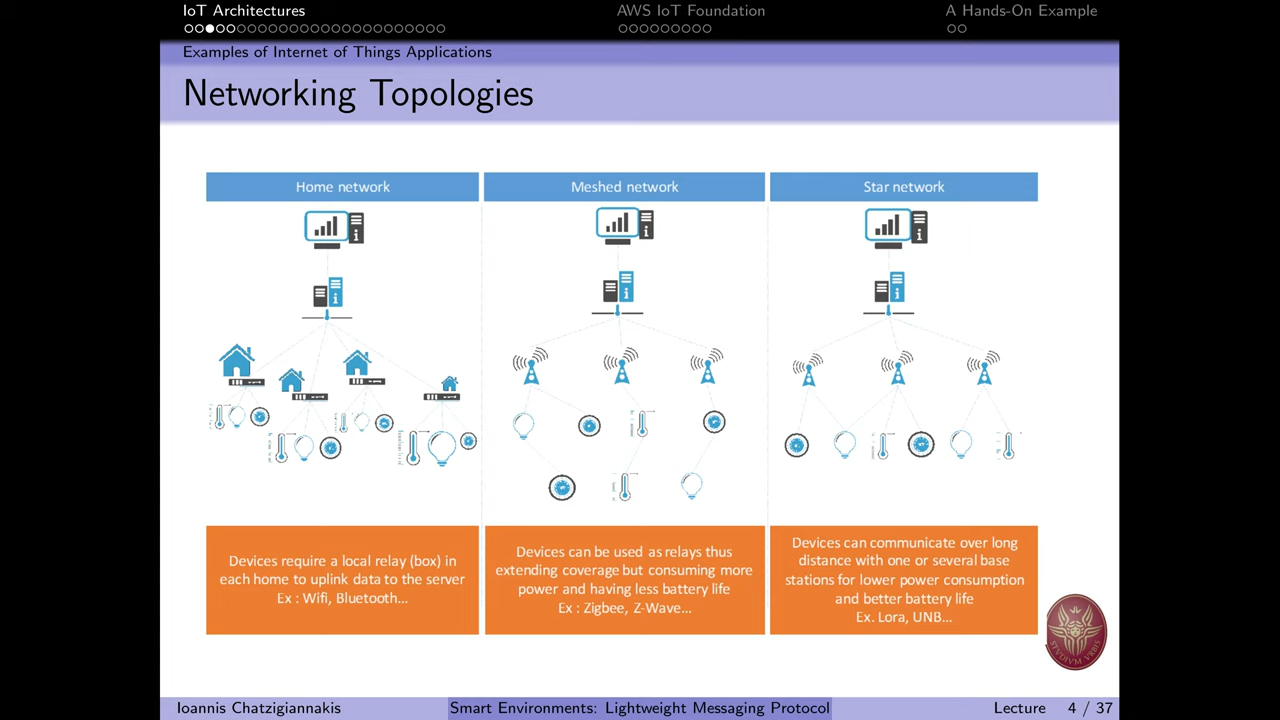 IoT Architectures
AWS IoT Foundation
A Hands-On Example
Examples of Internet of Things Applications
Networking Topologies
Home network
Meshed network
Star network
Devices require a local relay (box) in
each home to uplink data to the server
Ex : Wifi, Bluetooth...
Devices can be used as relays thus
extending coverage but consuming more
power and having less battery life
Ex : Zigbee, Z-Wave...
Devices can communicate over long
distance with one or several base
stations for lower power consumption
and better battery life
Ex. Lora, UNB...
STVDIVM VRBIS
Ioannis Chatzigiannakis
Smart Environments: Lightweight Messaging Protocol
Lecture 4 / 37